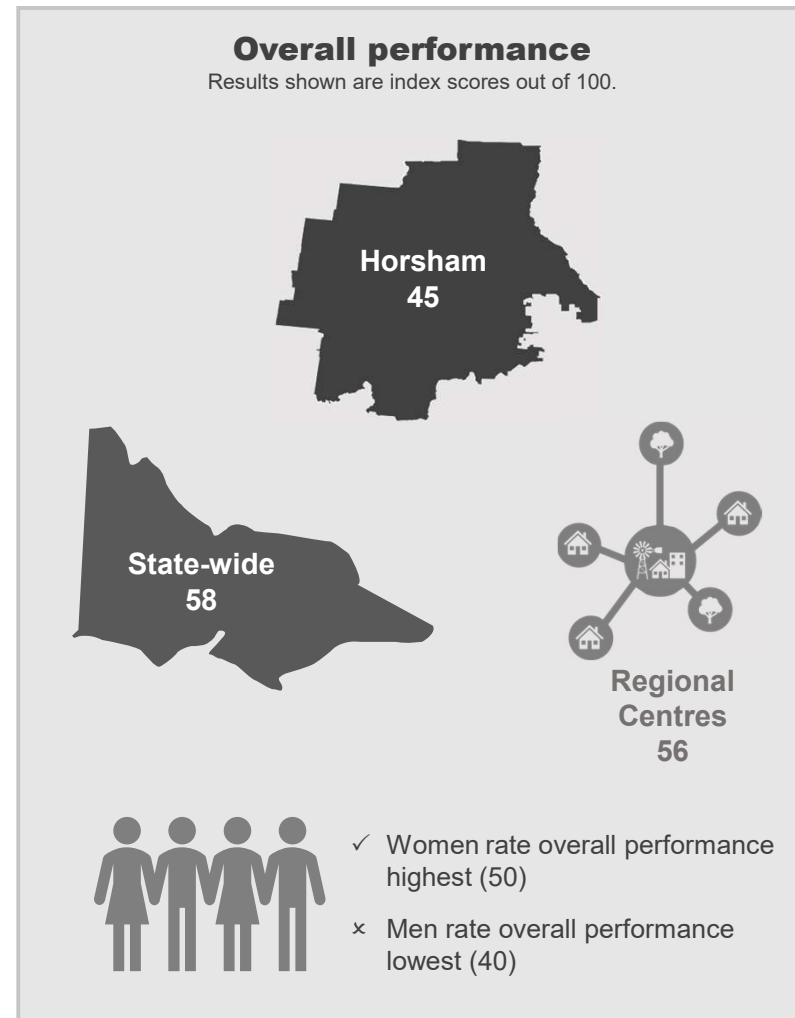 Overall performance
Results shown are index scores out of 100.
Horsham
45
State-wide
58
Regional
Centres
56
✓ Women rate overall performance
highest (50)
× Men rate overall performance
lowest (40)